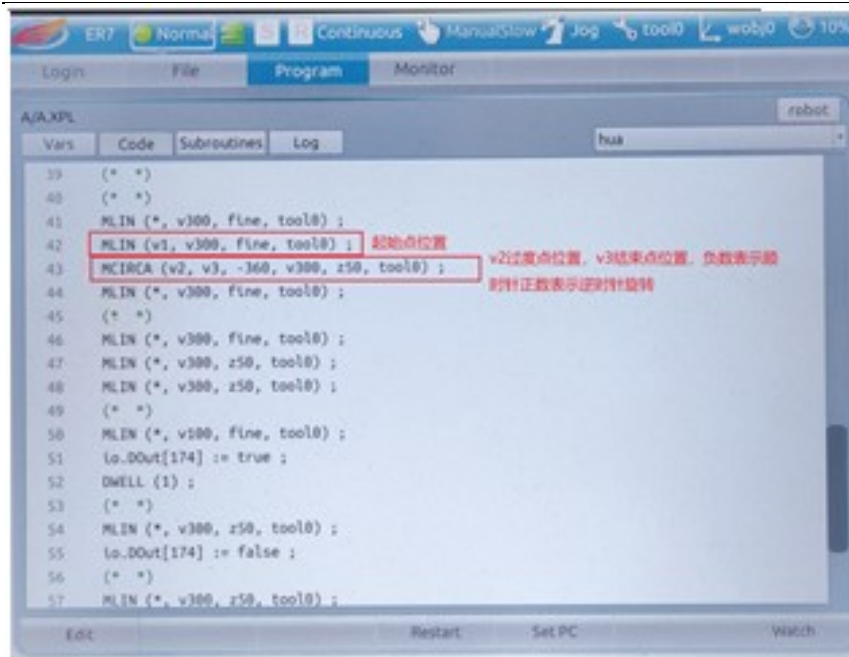 ER7 Normal S R Continuous ManualSlow Jog tool0 wobj0 10%
Login File Program Monitor
A/A.XPL robot
Vars Code Subroutines Log hua
39 (* *)
40 (* *)
41 MLIN (*, v300, fine, tool0) ;
42 MLIN (v1, v300, fine, tool0) ; 起始点位置
43 MCIRCA (v2, v3, -360, v300, z50, tool0) ; v2过度点位置，v3结束点位置，负数表示顺
时针正数表示逆时针旋转
44 MLIN (*, v300, fine, tool0) ;
45 (* *)
46 MLIN (*, v300, fine, tool0) ;
47 MLIN (*, v300, z50, tool0) ;
48 MLIN (*, v300, z50, tool0) ;
49 (* *)
50 MLIN (*, v100, fine, tool0) ;
51 io.DOut[174] := true ;
52 DWELL (1) ;
53 (* *)
54 MLIN (*, v300, z50, tool0) ;
55 io.DOut[174] := false ;
56 (* *)
57 MLIN (*, v300, z50, tool0) ;
Edit Restart Set PC Watch